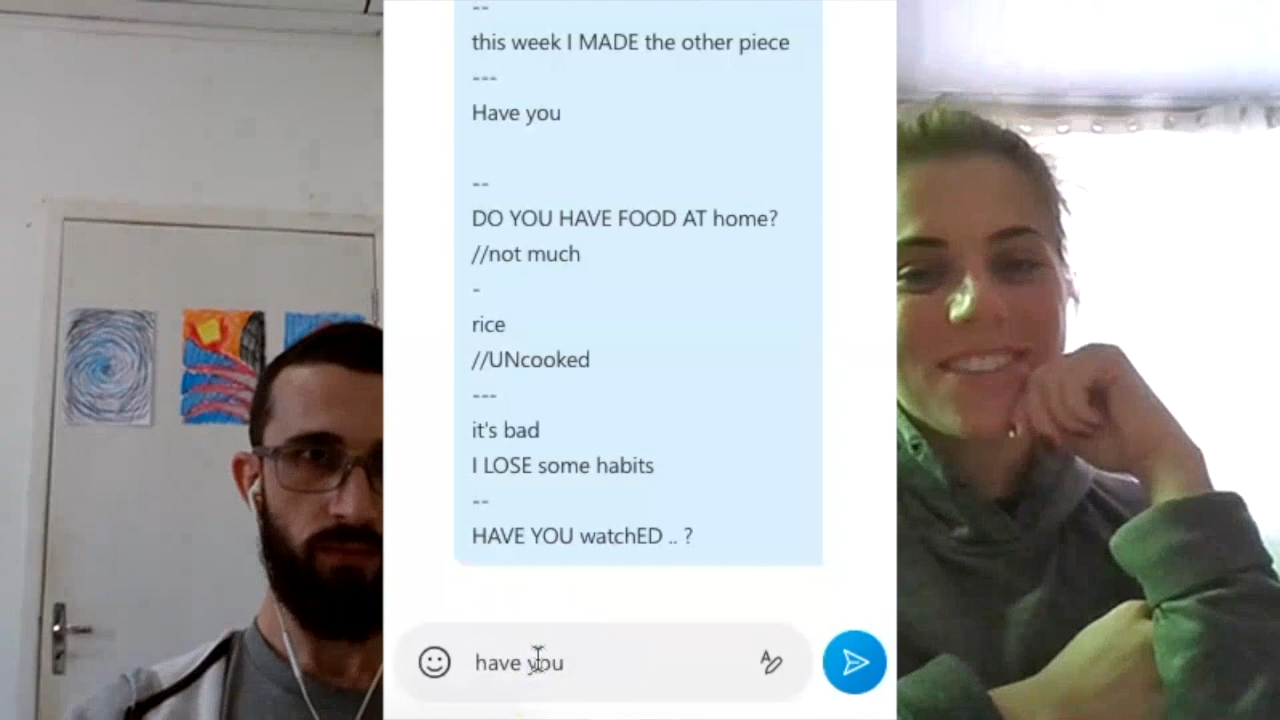 --
this week I MADE the other piece
---
Have you
--
DO YOU HAVE FOOD AT home?
//not much
-
rice
//UNcooked
---
it's bad
I LOSE some habits
--
HAVE YOU watchED .. ?
have you